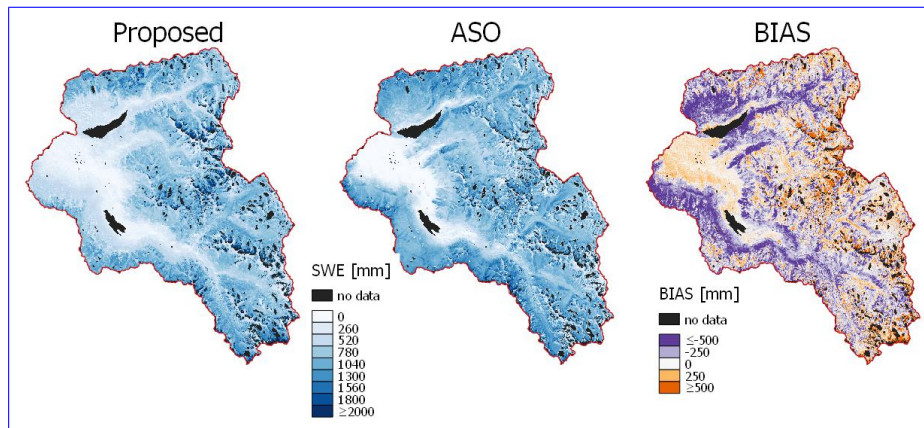 Proposed
ASO
BIAS
SWE [mm]
no data
0
260
520
780
1040
1300
1560
1800
≥2000
BIAS [mm]
no data
≤-500
-250
0
250
≥500